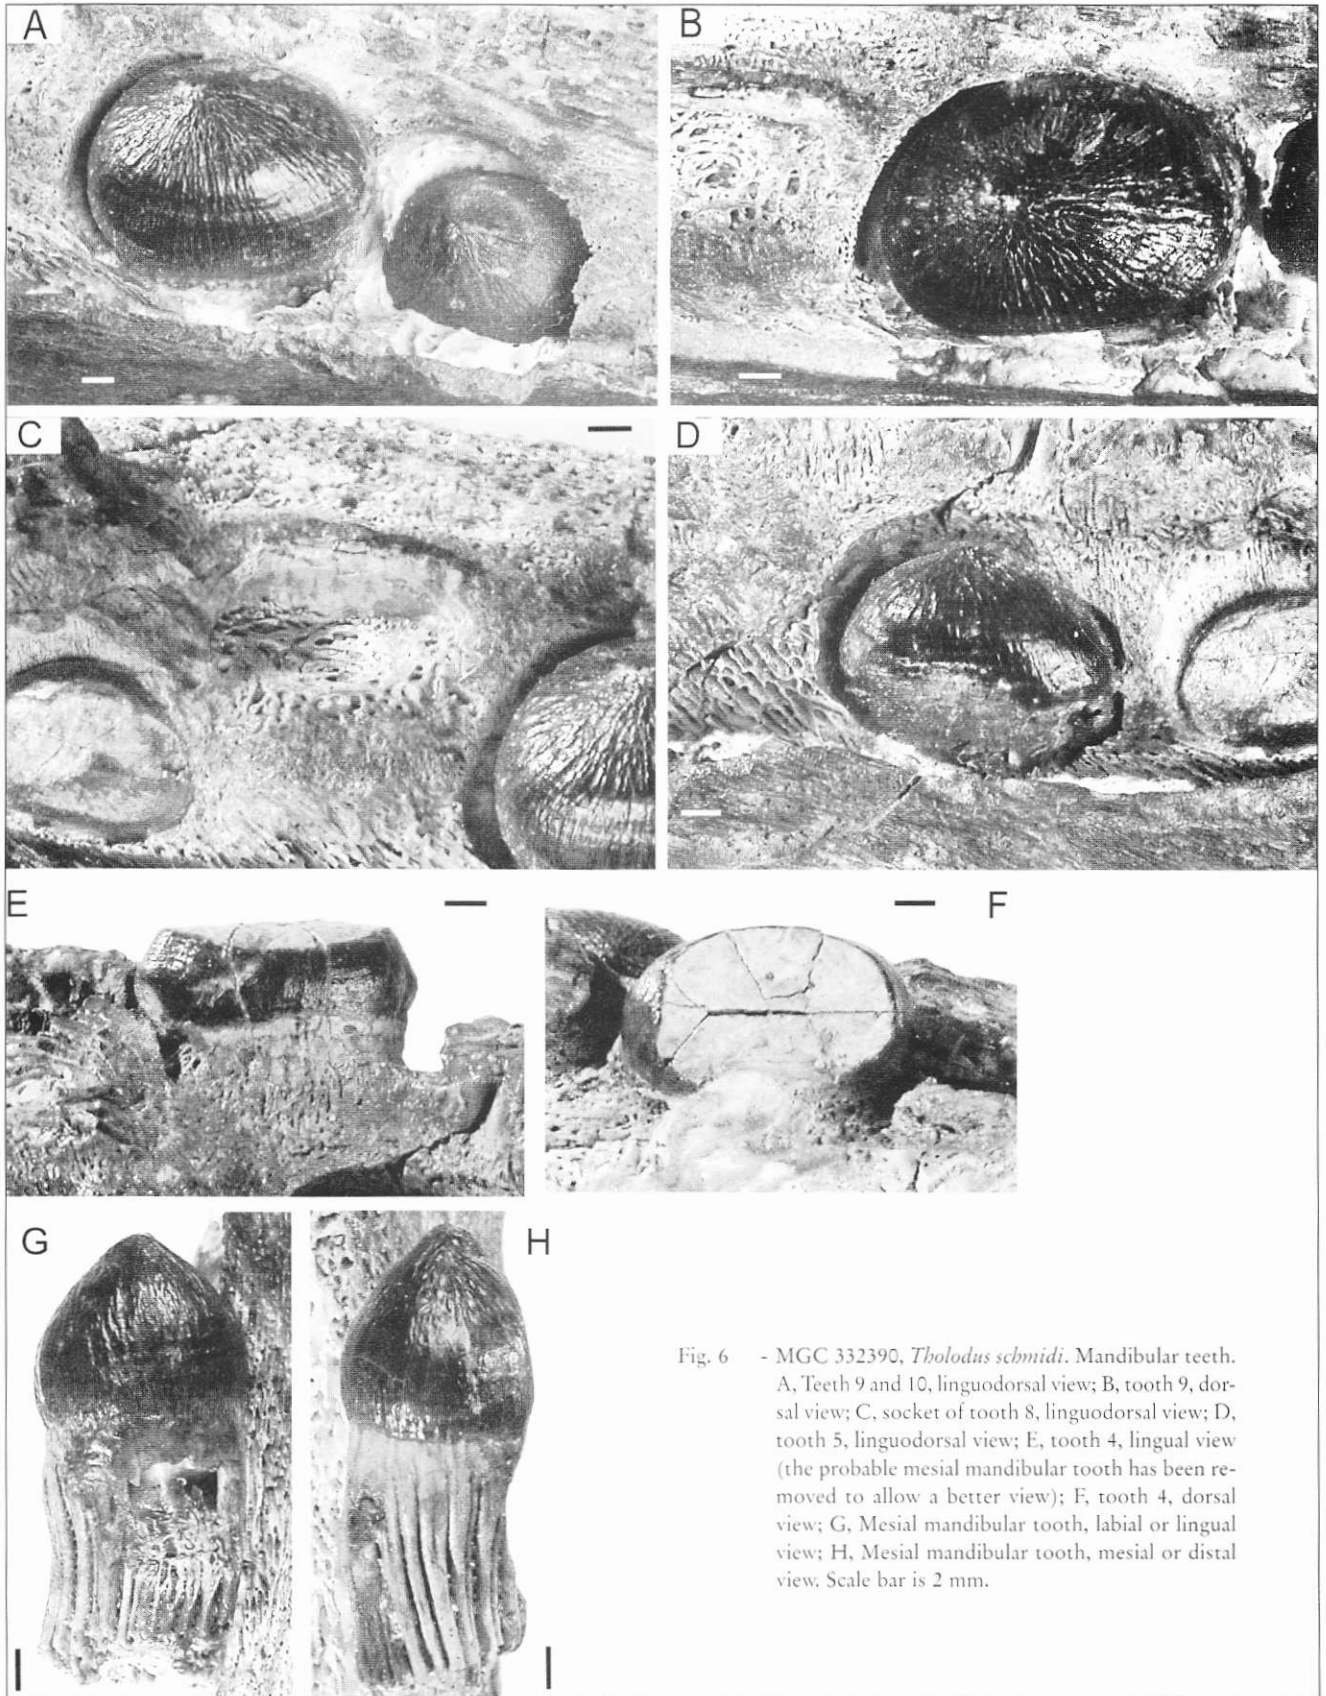 A
B
C
D
E
F
G
H
Fig. 6 - MGC 332390, Tholodus schmidi. Mandibular teeth.
A, Teeth 9 and 10, linguodorsal view; B, tooth 9, dor-
sal view; C, socket of tooth 8, linguodorsal view; D,
tooth 5, linguodorsal view; E, tooth 4, lingual view
(the probable mesial mandibular tooth has been re-
moved to allow a better view); F, tooth 4, dorsal
view; G, Mesial mandibular tooth, labial or lingual
view; H, Mesial mandibular tooth, mesial or distal
view. Scale bar is 2 mm.